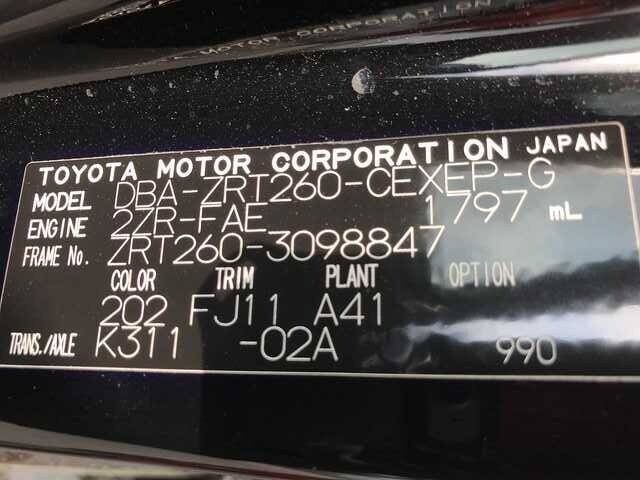 MOTOR CORPORATION
TOYOTA MOTOR CORPORATION JAPAN
MODEL DBA-ZRT260-CEXEP-G
ENGINE 2ZR-FAE 1797 mL
FRAME No. ZRT260-3098847
COLOR TRIM PLANT OPTION
202 FJ11 A41
TRANS./AXLE K311 -02A 990